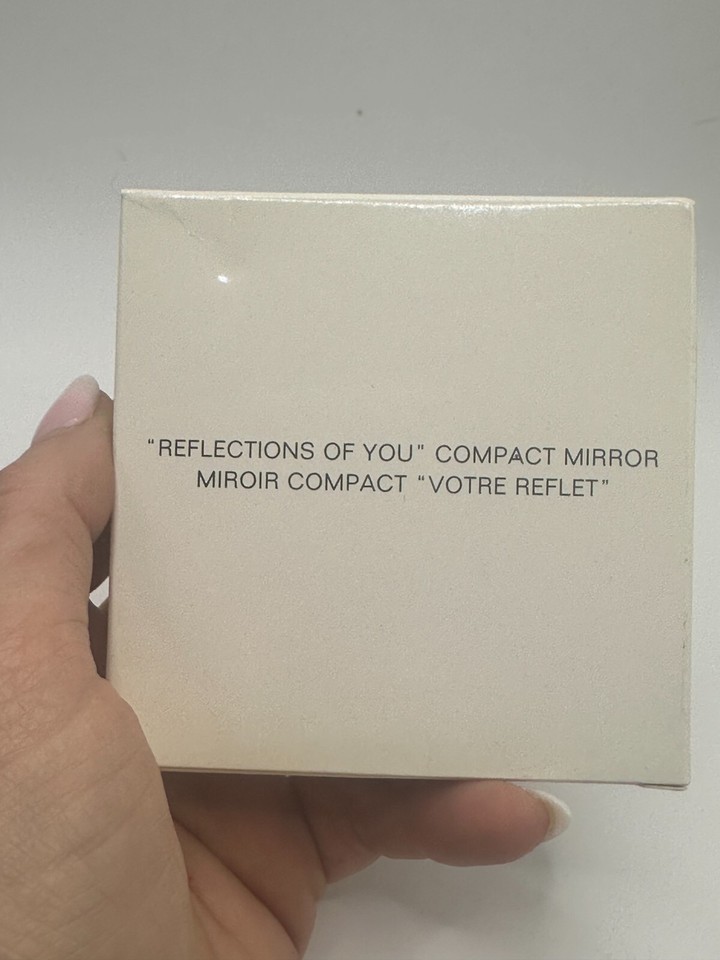 “REFLECTIONS OF YOU” COMPACT MIRROR
MIROIR COMPACT “VOTRE REFLET”